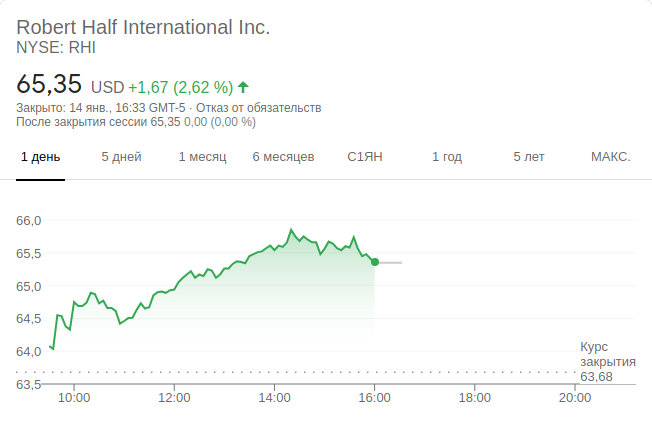 Robert Half International Inc.
NYSE: RHI
65,35 USD +1,67 (2,62 %)
Закрыто: 14 янв., 16:33 GMT-5 · Отказ от обязательств
После закрытия сессии 65,35 0,00 (0,00 %)
1 день 5 дней 1 месяц 6 месяцев С1ЯН 1 год 5 лет МАКС.
66,0
65,5
65,0
64,5
64,0
Курс
закрытия
63,68
63,5
10:00 12:00 14:00 16:00 18:00 20:00